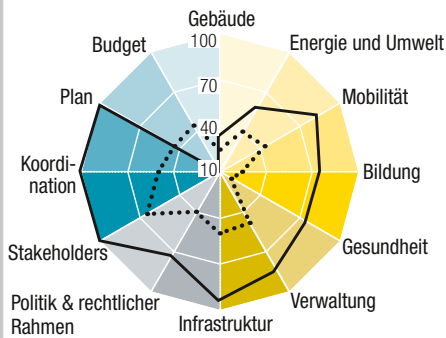 Gebäude
Energie und Umwelt
Mobilität
Bildung
Gesundheit
Verwaltung
Infrastruktur
Politik & rechtlicher
Rahmen
Stakeholders
Koordi-
nation
Plan
Budget
100
70
40
10